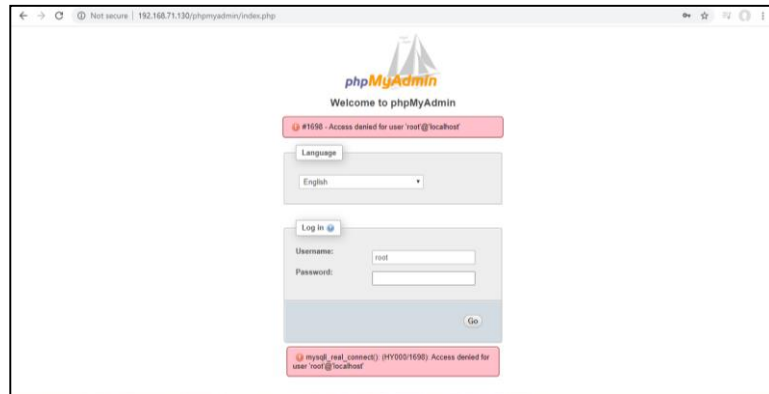 Not secure | 192.168.71.130/phpmyadmin/index.php
phpMyAdmin
Welcome to phpMyAdmin
#1698 - Access denied for user 'root'@'localhost'
Language
English
Log in
Username:
root
Password:
Go
mysqli_real_connect(): (HY000/1698): Access denied for
user 'root'@'localhost'